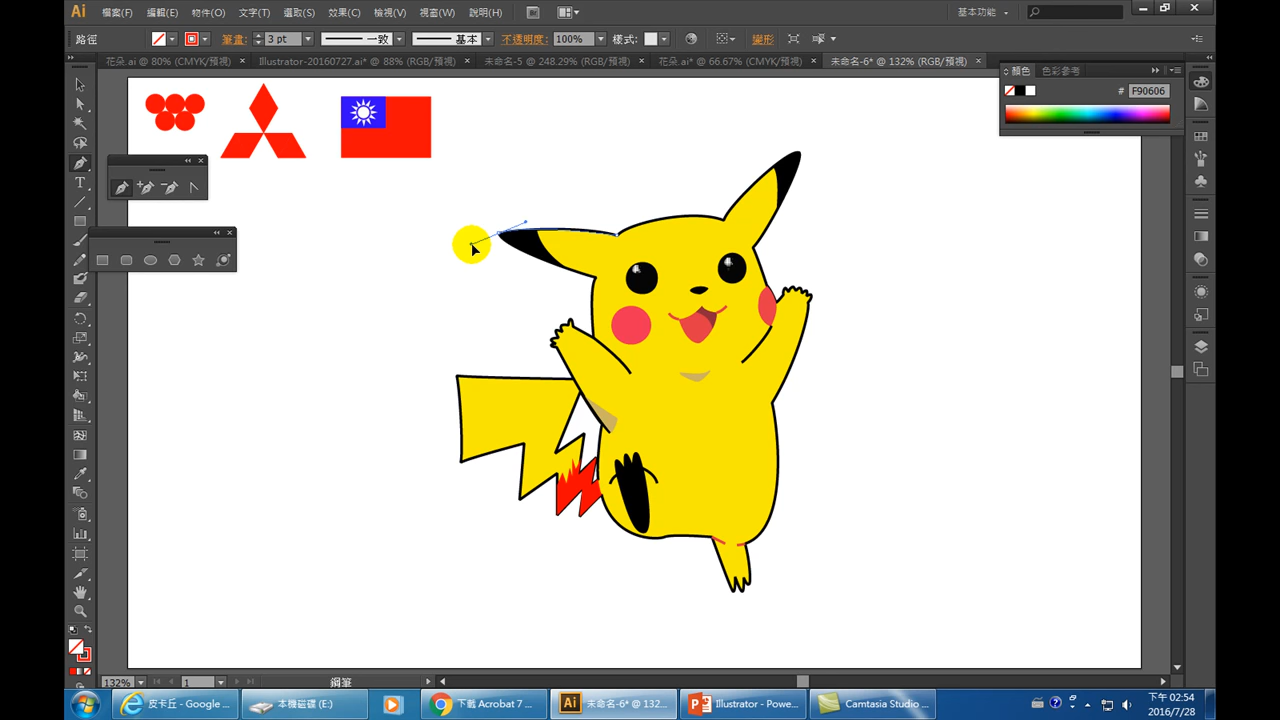 Ai 檔案(F) 編輯(E) 物件(O) 文字(T) 選取(S) 效果(C) 檢視(V) 視窗(W) 說明(H) Br 基本功能
路徑 筆畫: 3 pt 一致 基本 不透明度: 100% 樣式: 變形
花朵.ai @ 80% (CMYK/預視) Illustrator-20160727.ai* @ 88% (RGB/預視) 未命名-5 @ 248.29% (RGB/預視) 花朵.ai* @ 66.67% (CMYK/預視) 未命名-6* @ 132% (RGB/預視)
顏色 色彩參考
# F90606
T
132% 1 鋼筆
皮卡丘 - Google ... 本機磁碟 (E:) 下載 Acrobat 7 ... Ai 未命名-6* @ 132... Illustrator - Powe... Camtasia Studio ...
下午 02:54
2016/7/28